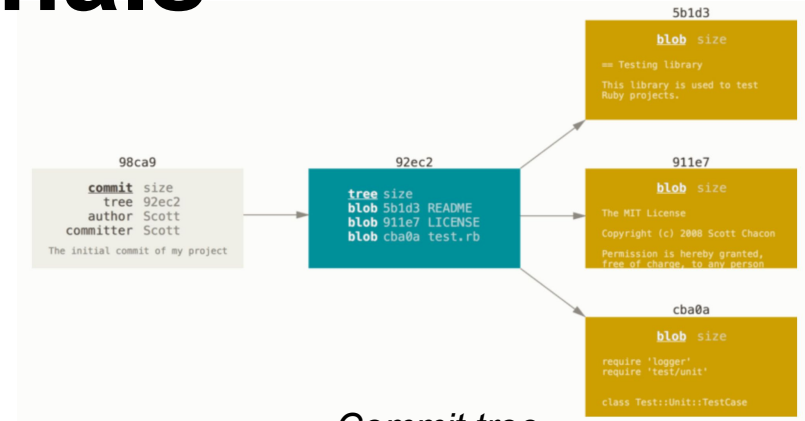 5b1d3
blob size
== Testing library
This library is used to test
Ruby projects.
98ca9
commit size
tree 92ec2
author Scott
committer Scott
The initial commit of my project
92ec2
tree size
blob 5b1d3 README
blob 911e7 LICENSE
blob cba0a test.rb
911e7
blob size
The MIT License
Copyright (c) 2008 Scott Chacon
Permission is hereby granted,
free of charge, to any person
cba0a
blob size
require 'logger'
require 'test/unit'
class Test::Unit::TestCase
Commit tree